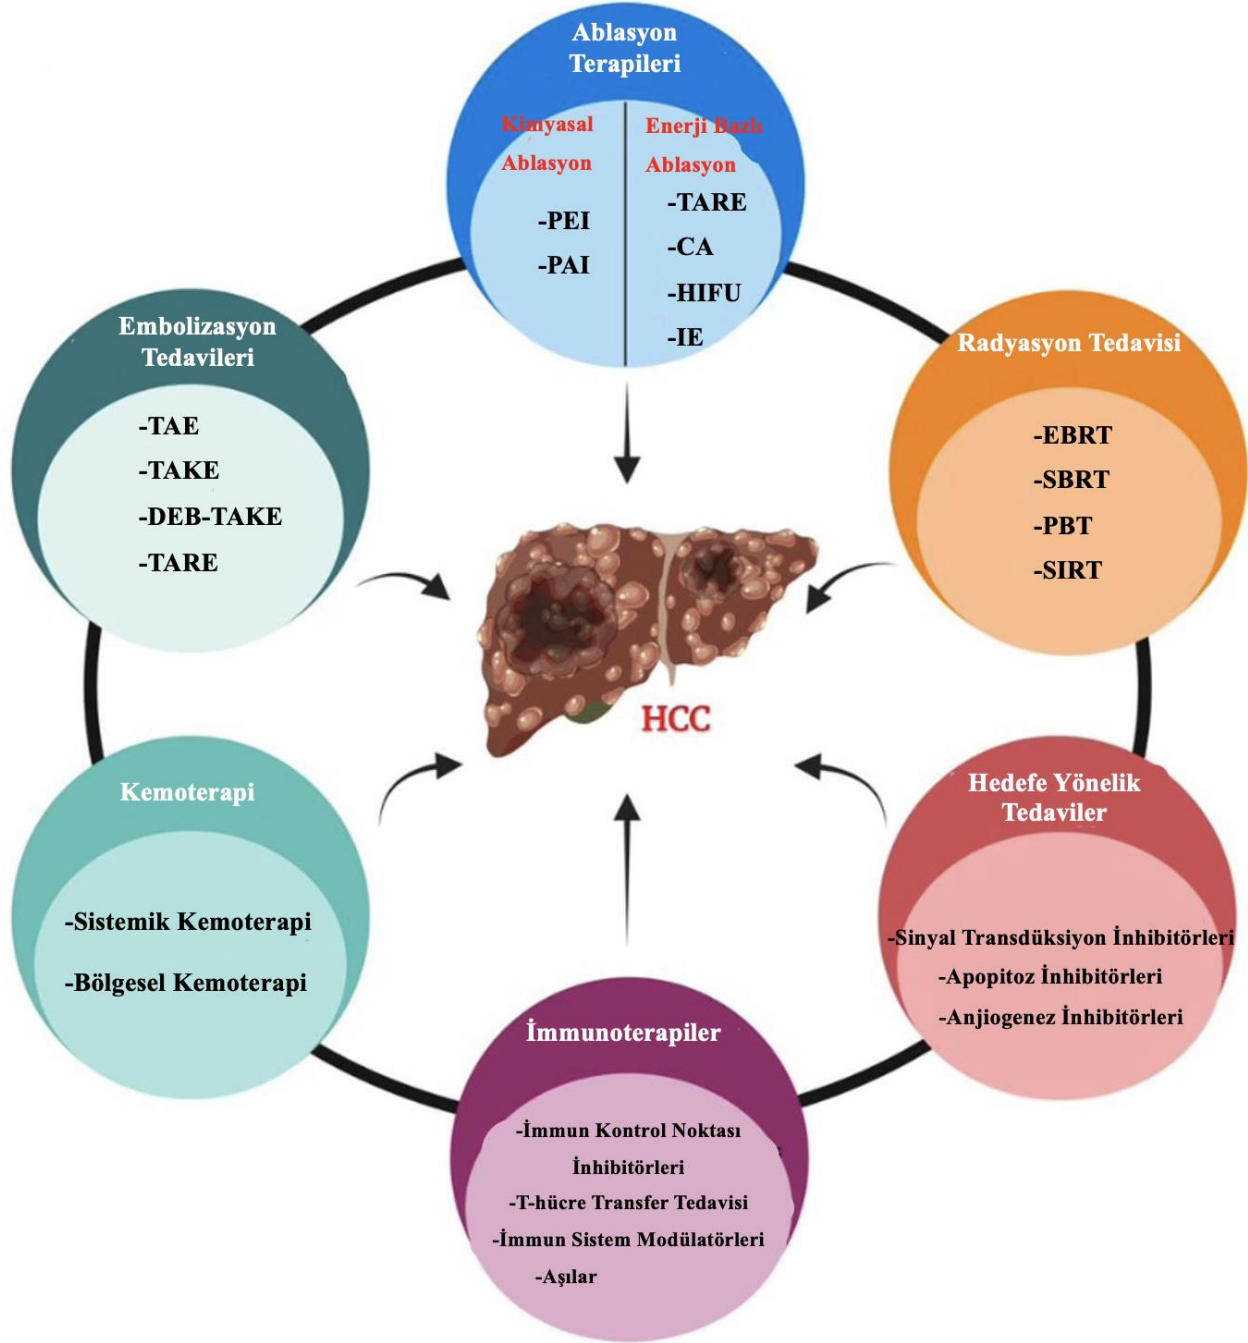 Ablasyon
Terapileri
Kimyasal
Ablasyon
-PEI
-PAI
Enerji Bazlı
Ablasyon
-TARE
-CA
-HIFU
-IE
Embolizasyon
Tedavileri
-TAE
-TAKE
-DEB-TAKE
-TARE
Radyasyon Tedavisi
-EBRT
-SBRT
-PBT
-SIRT
HCC
Kemoterapi
-Sistemik Kemoterapi
-Bölgesel Kemoterapi
Hedefe Yönelik
Tedaviler
-Sinyal Transdüksiyon İnhibitörleri
-Apopitoz İnhibitörleri
-Anjiogenez İnhibitörleri
İmmunoterapiler
-İmmun Kontrol Noktası
İnhibitörleri
-T-hücre Transfer Tedavisi
-İmmun Sistem Modülatörleri
-Aşılar